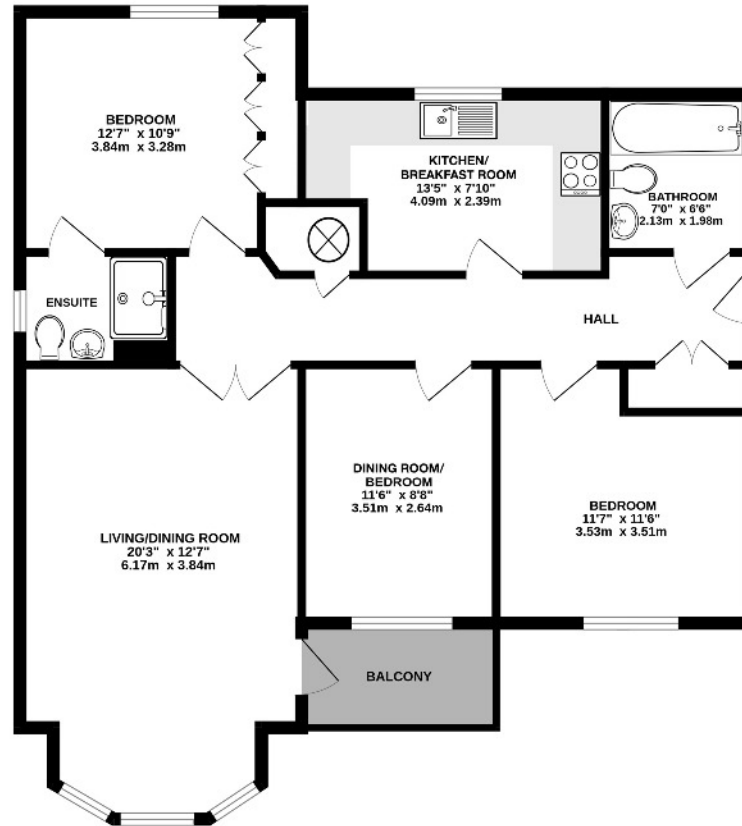 BEDROOM
12'7" x 10'9"
3.84m x 3.28m
KITCHEN/
BREAKFAST ROOM
13'5" x 7'10"
4.09m x 2.39m
BATHROOM
7'0" x 6'6"
2.13m x 1.98m
ENSUITE
HALL
LIVING/DINING ROOM
20'3" x 12'7"
6.17m x 3.84m
DINING ROOM/
BEDROOM
11'6" x 8'8"
3.51m x 2.64m
BEDROOM
11'7" x 11'6"
3.53m x 3.51m
BALCONY